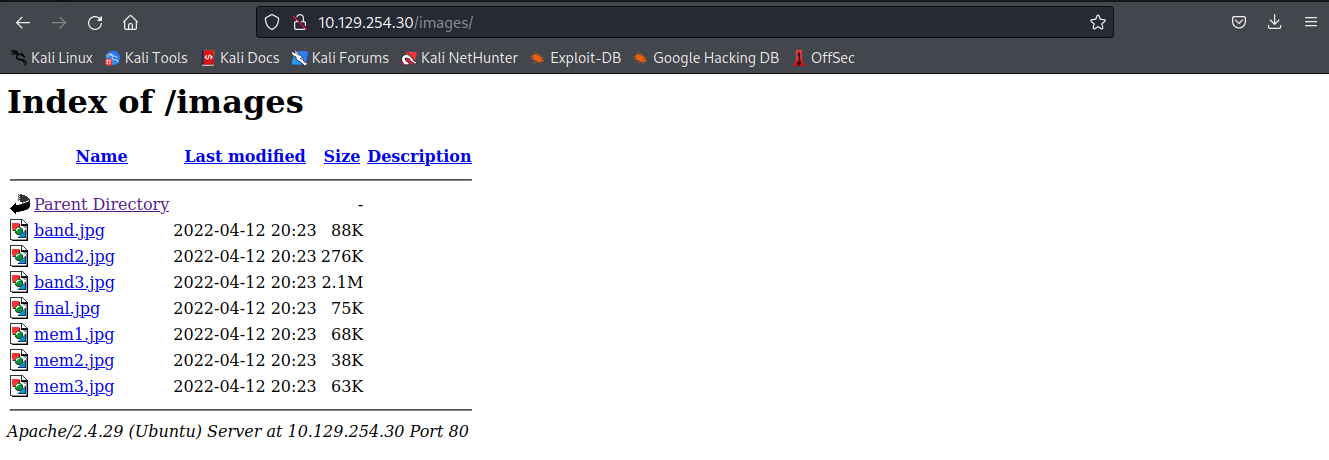 10.129.254.30/images/
Kali Linux Kali Tools Kali Docs Kali Forums Kali NetHunter Exploit-DB Google Hacking DB OffSec
Index of /images
Name Last modified Size Description
Parent Directory -
band.jpg 2022-04-12 20:23 88K
band2.jpg 2022-04-12 20:23 276K
band3.jpg 2022-04-12 20:23 2.1M
final.jpg 2022-04-12 20:23 75K
mem1.jpg 2022-04-12 20:23 68K
mem2.jpg 2022-04-12 20:23 38K
mem3.jpg 2022-04-12 20:23 63K
Apache/2.4.29 (Ubuntu) Server at 10.129.254.30 Port 80